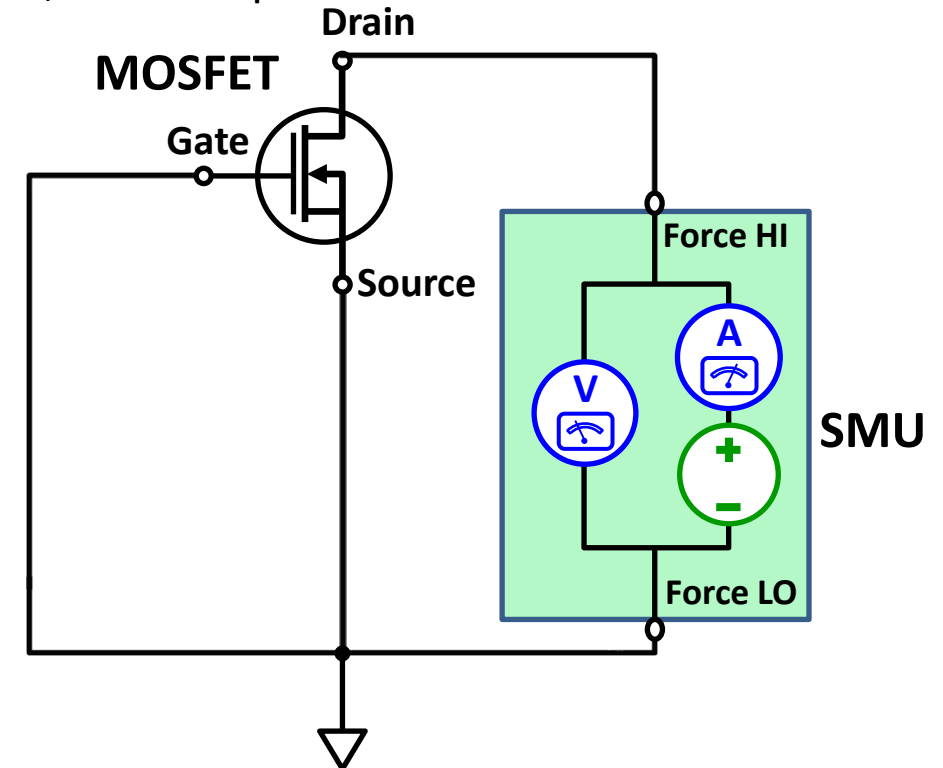 Drain
MOSFET
Gate
Force HI
Source
A
V
SMU
+
−
Force LO